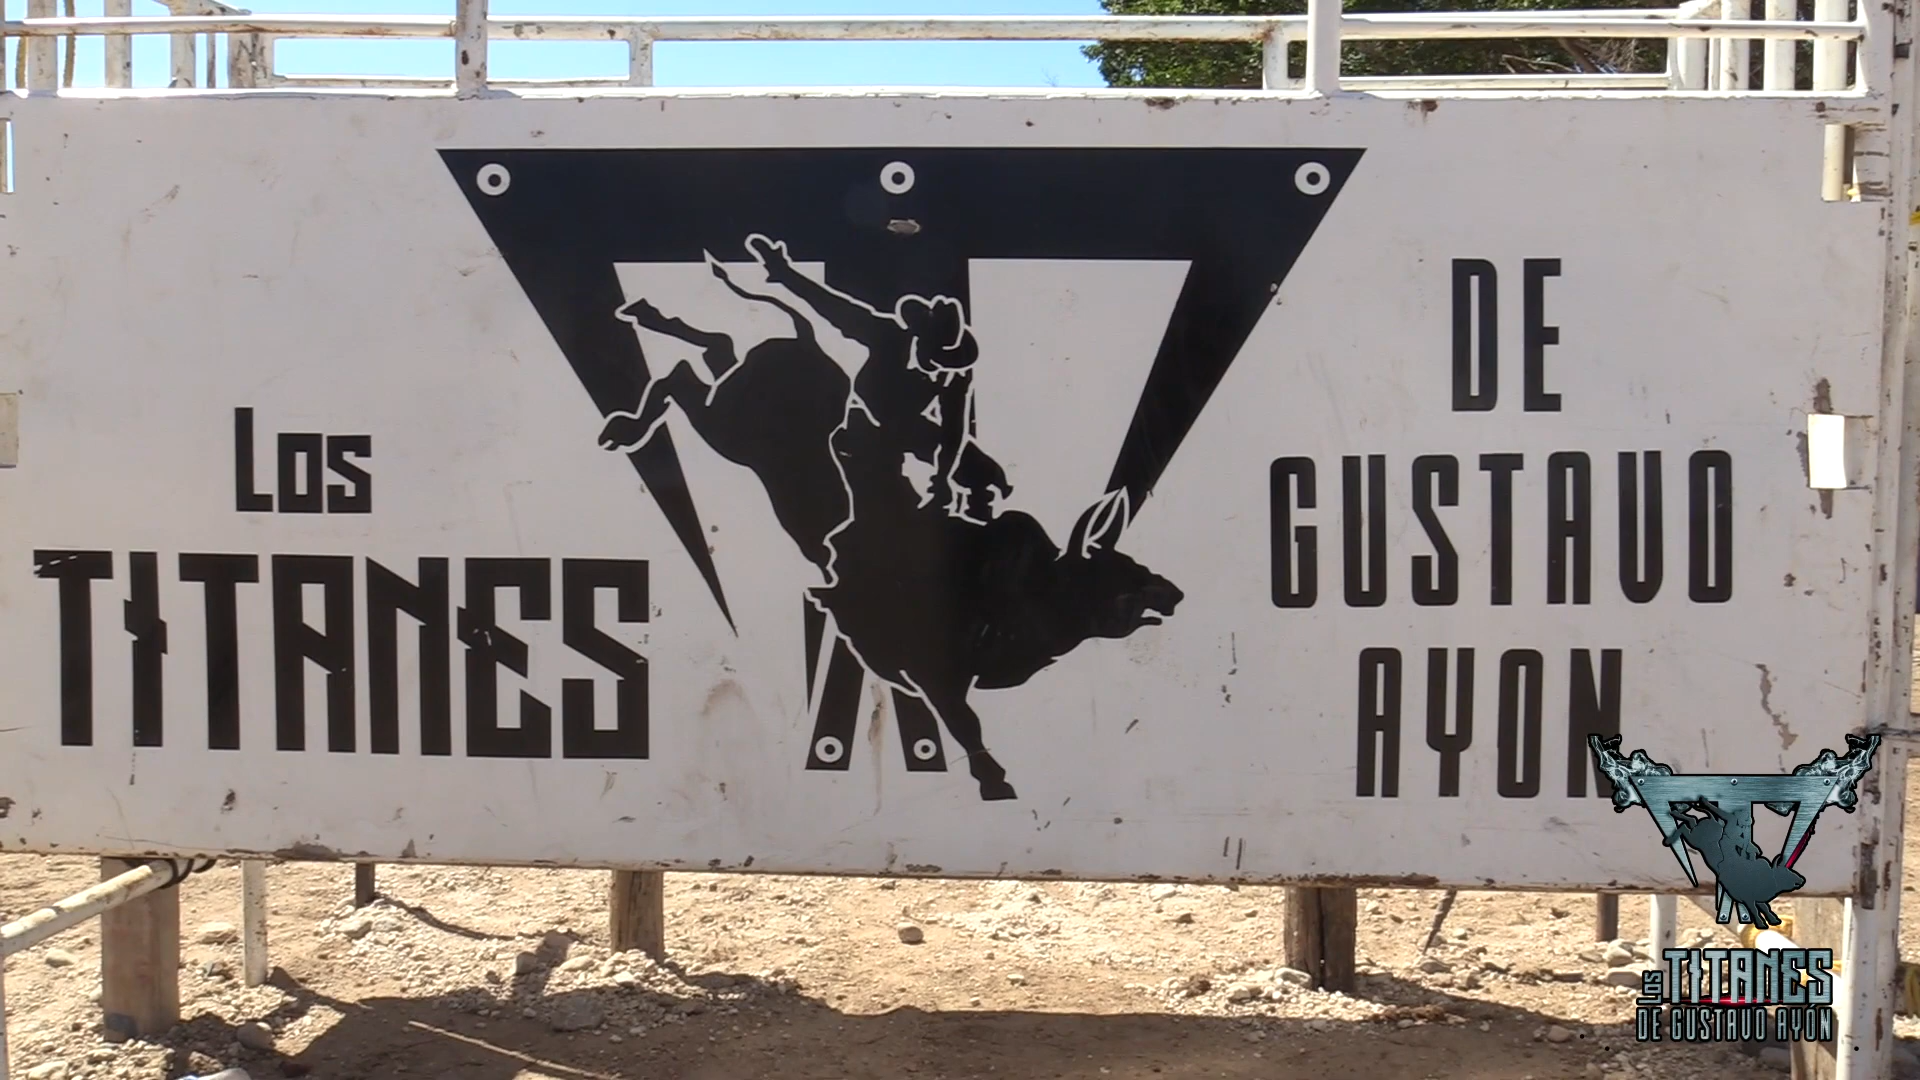 Los
TITANES
DE
GUSTAVO
AYON
LOS TITANES
DE GUSTAVO AYÓN